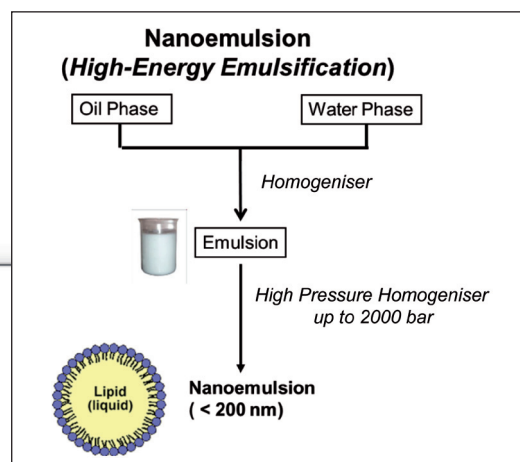 Nanoemulsion
(High-Energy Emulsification)
Oil Phase
Water Phase
Homogeniser
Emulsion
High Pressure Homogeniser
up to 2000 bar
Lipid
(liquid)
Nanoemulsion
( < 200 nm)